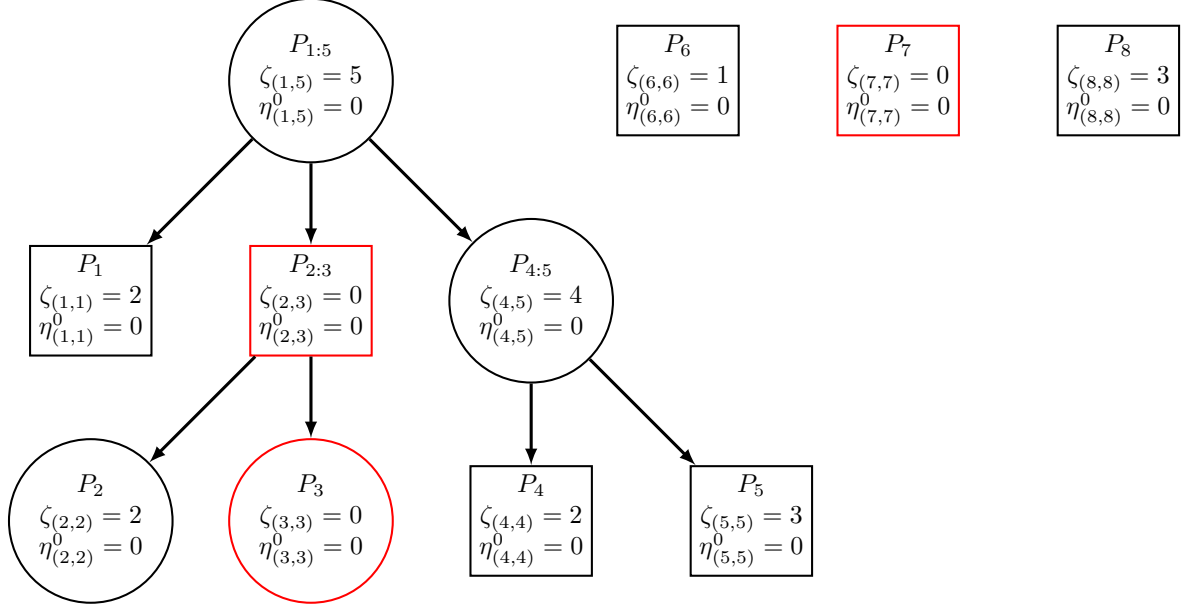 P_{1:5}
ζ_{(1,5)} = 5
η^0_{(1,5)} = 0
P_6
ζ_{(6,6)} = 1
η^0_{(6,6)} = 0
P_7
ζ_{(7,7)} = 0
η^0_{(7,7)} = 0
P_8
ζ_{(8,8)} = 3
η^0_{(8,8)} = 0
P_1
ζ_{(1,1)} = 2
η^0_{(1,1)} = 0
P_{2:3}
ζ_{(2,3)} = 0
η^0_{(2,3)} = 0
P_{4:5}
ζ_{(4,5)} = 4
η^0_{(4,5)} = 0
P_2
ζ_{(2,2)} = 2
η^0_{(2,2)} = 0
P_3
ζ_{(3,3)} = 0
η^0_{(3,3)} = 0
P_4
ζ_{(4,4)} = 2
η^0_{(4,4)} = 0
P_5
ζ_{(5,5)} = 3
η^0_{(5,5)} = 0